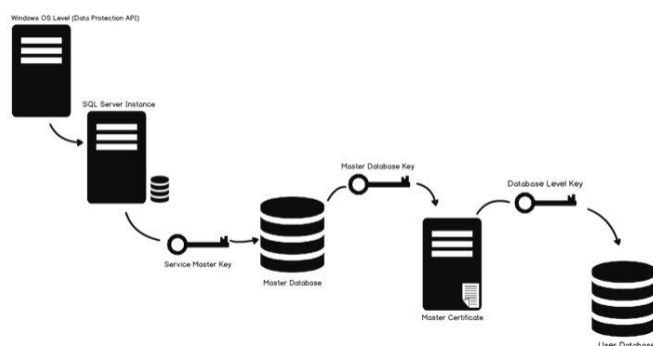 Windows OS Level (Data Protection API)
SQL Server Instance
Master Database Key
Database Level Key
Service Master Key
Master Database
Master Certificate
User Database